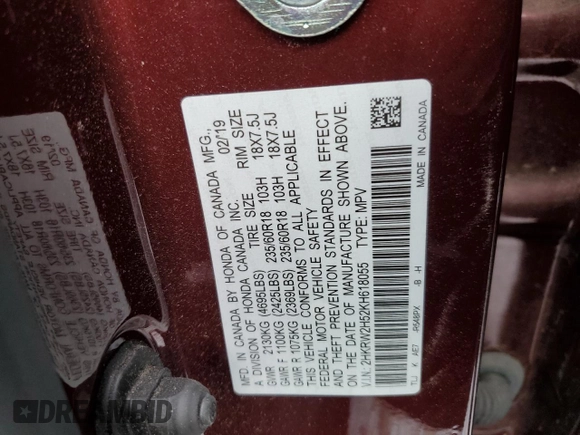 MFD. IN CANADA BY HONDA OF CANADA MFG.,
A DIVISION OF HONDA CANADA INC. 02/19
TIRE SIZE RIM SIZE
GVWR 2130KG (4695LBS)
GAWR F 1100KG (2425LBS) 235/60R18 103H 18X7.5J
GAWR R 1075KG (2369LBS) 235/60R18 103H 18X7.5J
THIS VEHICLE CONFORMS TO ALL APPLICABLE
FEDERAL MOTOR VEHICLE SAFETY
AND THEFT PREVENTION STANDARDS IN EFFECT
ON THE DATE OF MANUFACTURE SHOWN ABOVE.
V.I.N: 2HKRW2H52KH618055 TYPE: MPV
TLJ K AE7 -B -H
MADE IN CANADA
DREAMBID